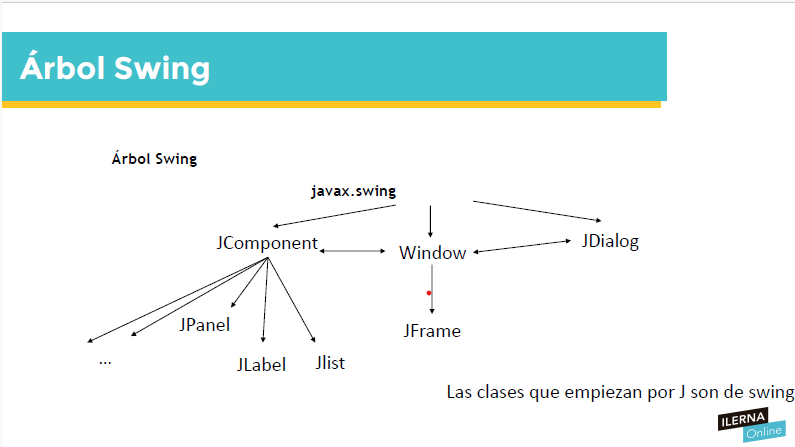 Árbol Swing
Árbol Swing
javax.swing
JComponent
Window
JDialog
JPanel
JFrame
...
JLabel
Jlist
Las clases que empiezan por J son de swing
ILERNA
Online